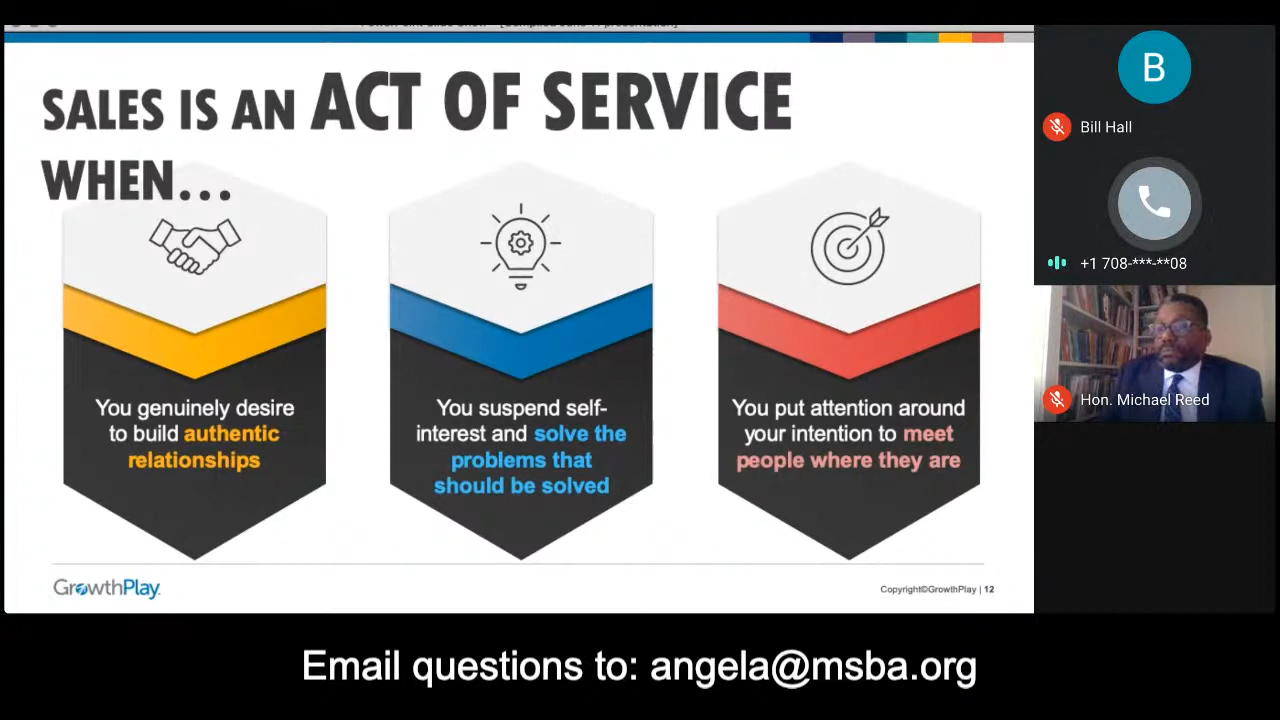 SALES IS AN ACT OF SERVICE
WHEN...
You genuinely desire
to build authentic
relationships
You suspend self-
interest and solve the
problems that
should be solved
You put attention around
your intention to meet
people where they are
GrowthPlay.
Copyright©GrowthPlay | 12
B
Bill Hall
+1 708-***-**08
Hon. Michael Reed
Email questions to: angela@msba.org